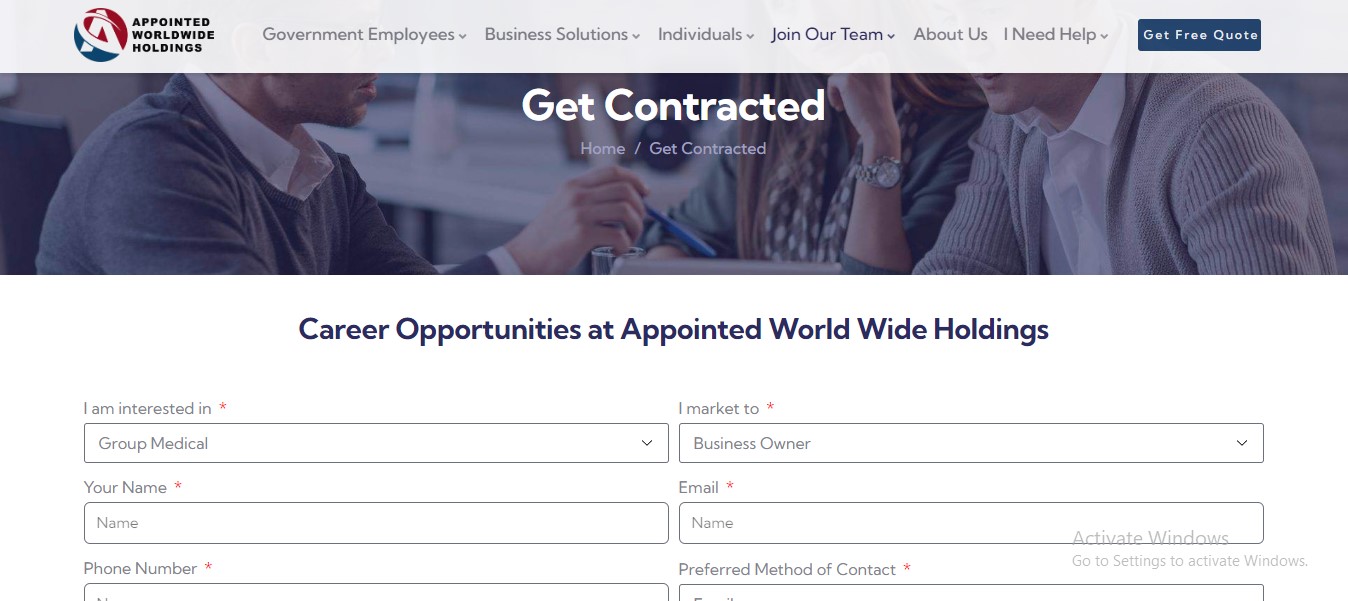 APPOINTED
WORLDWIDE
HOLDINGS
Government Employees
Business Solutions
Individuals
Join Our Team
About Us
I Need Help
Get Free Quote
Get Contracted
Home / Get Contracted
Career Opportunities at Appointed World Wide Holdings
I am interested in *
I market to *
Group Medical
Business Owner
Your Name *
Email *
Name
Name
Activate Windows
Go to Settings to activate Windows.
Phone Number *
Preferred Method of Contact *